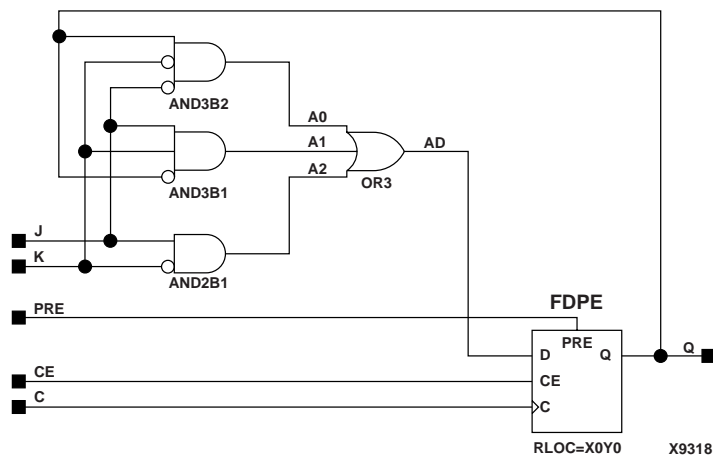 AND3B2
A0
A1
AD
A2
OR3
AND3B1
J
K
AND2B1
PRE
FDPE
PRE
D
Q
Q
CE
CE
C
C
RLOC=X0Y0
X9318